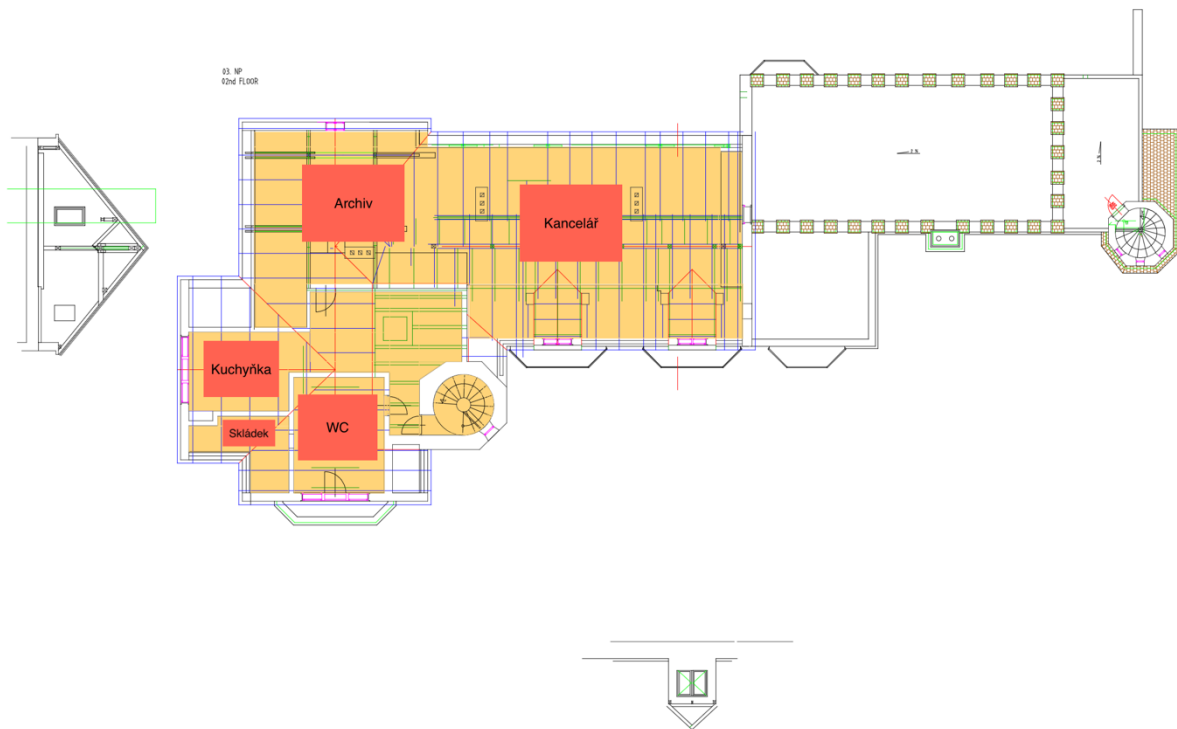 03. NP
02nd FLOOR
Archiv
Kancelář
Kuchyňka
Skládek
WC